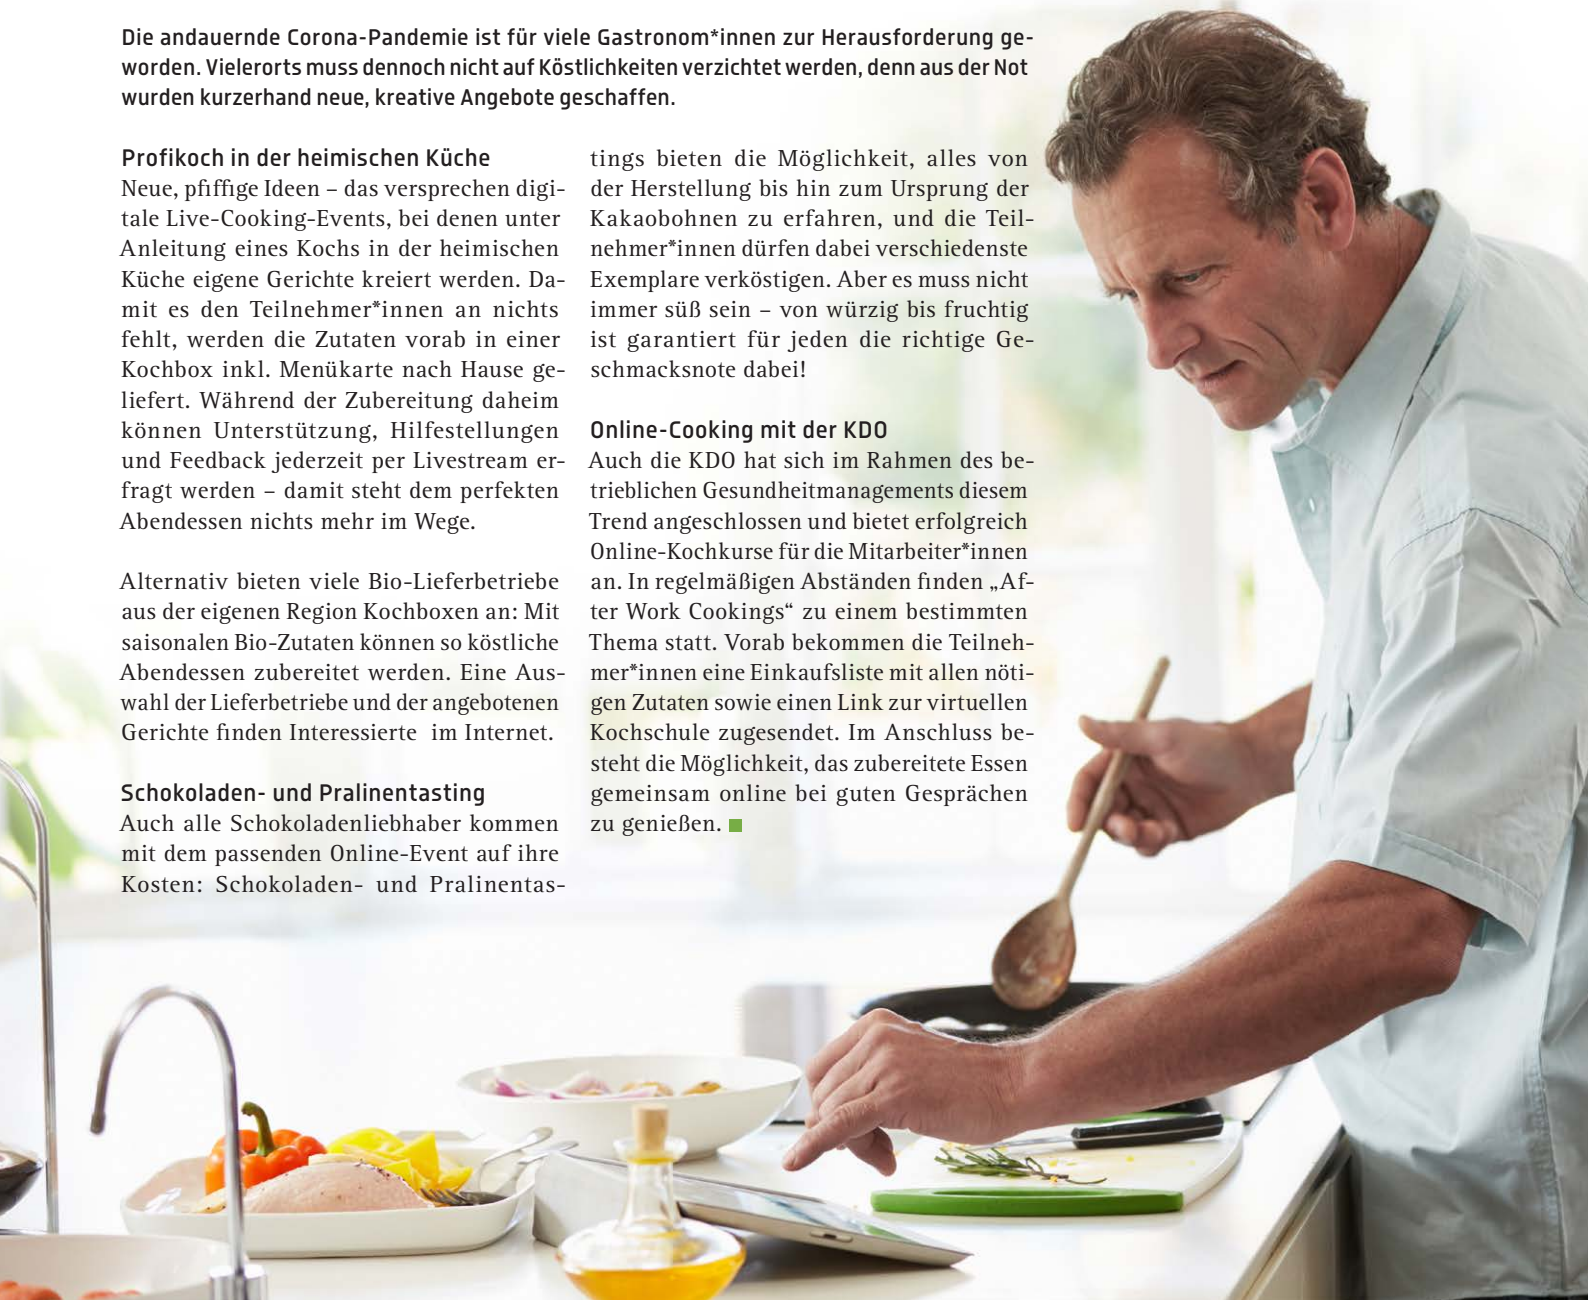 Die andauernde Corona-Pandemie ist für viele Gastronom*innen zur Herausforderung ge-
worden. Vielerorts muss dennoch nicht auf Köstlichkeiten verzichtet werden, denn aus der Not
wurden kurzerhand neue, kreative Angebote geschaffen.
Profikoch in der heimischen Küche
Neue, pfiffige Ideen – das versprechen digi-
tale Live-Cooking-Events, bei denen unter
Anleitung eines Kochs in der heimischen
Küche eigene Gerichte kreiert werden. Da-
mit es den Teilnehmer*innen an nichts
fehlt, werden die Zutaten vorab in einer
Kochbox inkl. Menükarte nach Hause ge-
liefert. Während der Zubereitung daheim
können Unterstützung, Hilfestellungen
und Feedback jederzeit per Livestream er-
fragt werden – damit steht dem perfekten
Abendessen nichts mehr im Wege.
Alternativ bieten viele Bio-Lieferbetriebe
aus der eigenen Region Kochboxen an: Mit
saisonalen Bio-Zutaten können so köstliche
Abendessen zubereitet werden. Eine Aus-
wahl der Lieferbetriebe und der angebotenen
Gerichte finden Interessierte im Internet.
Schokoladen- und Pralinentasting
Auch alle Schokoladenliebhaber kommen
mit dem passenden Online-Event auf ihre
Kosten: Schokoladen- und Pralinentas-
tings bieten die Möglichkeit, alles von
der Herstellung bis hin zum Ursprung der
Kakaobohnen zu erfahren, und die Teil-
nehmer*innen dürfen dabei verschiedenste
Exemplare verköstigen. Aber es muss nicht
immer süß sein – von würzig bis fruchtig
ist garantiert für jeden die richtige Ge-
schmacksnote dabei!
Online-Cooking mit der KDO
Auch die KDO hat sich im Rahmen des be-
trieblichen Gesundheitmanagements diesem
Trend angeschlossen und bietet erfolgreich
Online-Kochkurse für die Mitarbeiter*innen
an. In regelmäßigen Abständen finden „Af-
ter Work Cookings“ zu einem bestimmten
Thema statt. Vorab bekommen die Teilneh-
mer*innen eine Einkaufsliste mit allen nöti-
gen Zutaten sowie einen Link zur virtuellen
Kochschule zugesendet. Im Anschluss be-
steht die Möglichkeit, das zubereitete Essen
gemeinsam online bei guten Gesprächen
zu genießen.